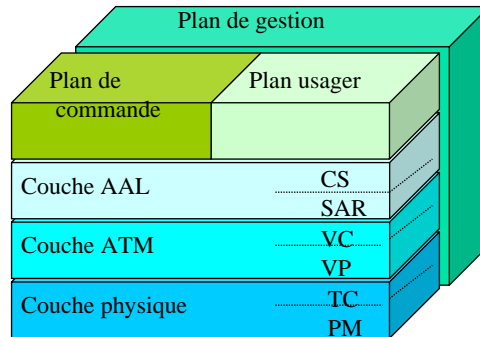 Plan de gestion
Plan de
commande
Plan usager
Couche AAL
CS
SAR
Couche ATM
VC
VP
Couche physique
TC
PM